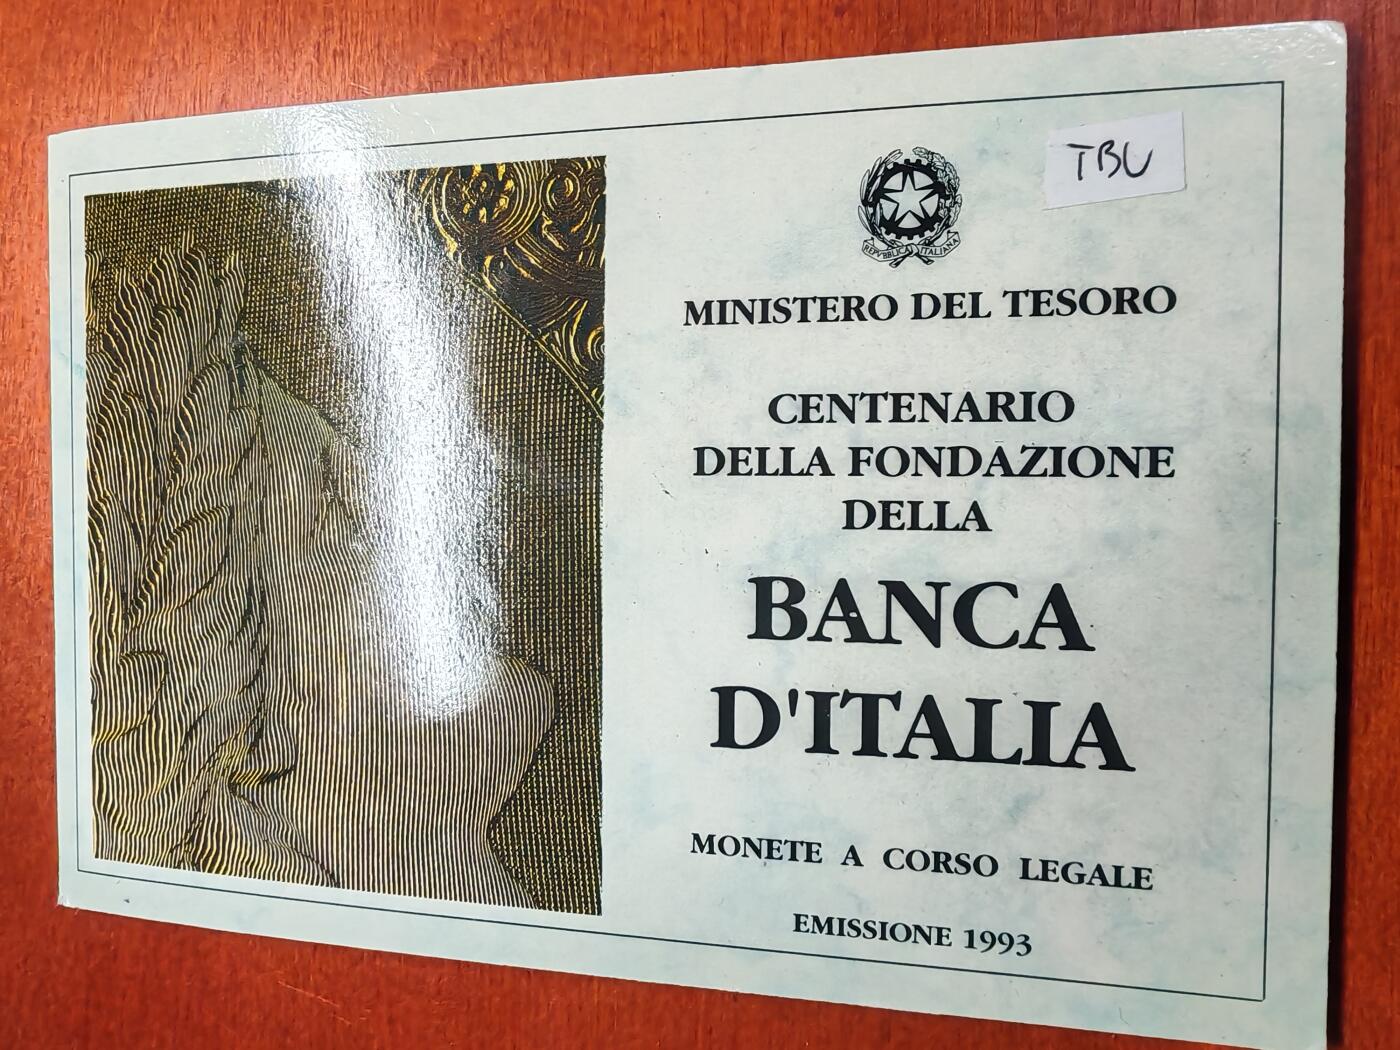 TBU
REPVBBLICA ITALIANA
MINISTERO DEL TESORO
CENTENARIO
DELLA FONDAZIONE
DELLA
BANCA
D'ITALIA
MONETE A CORSO LEGALE
EMISSIONE 1993